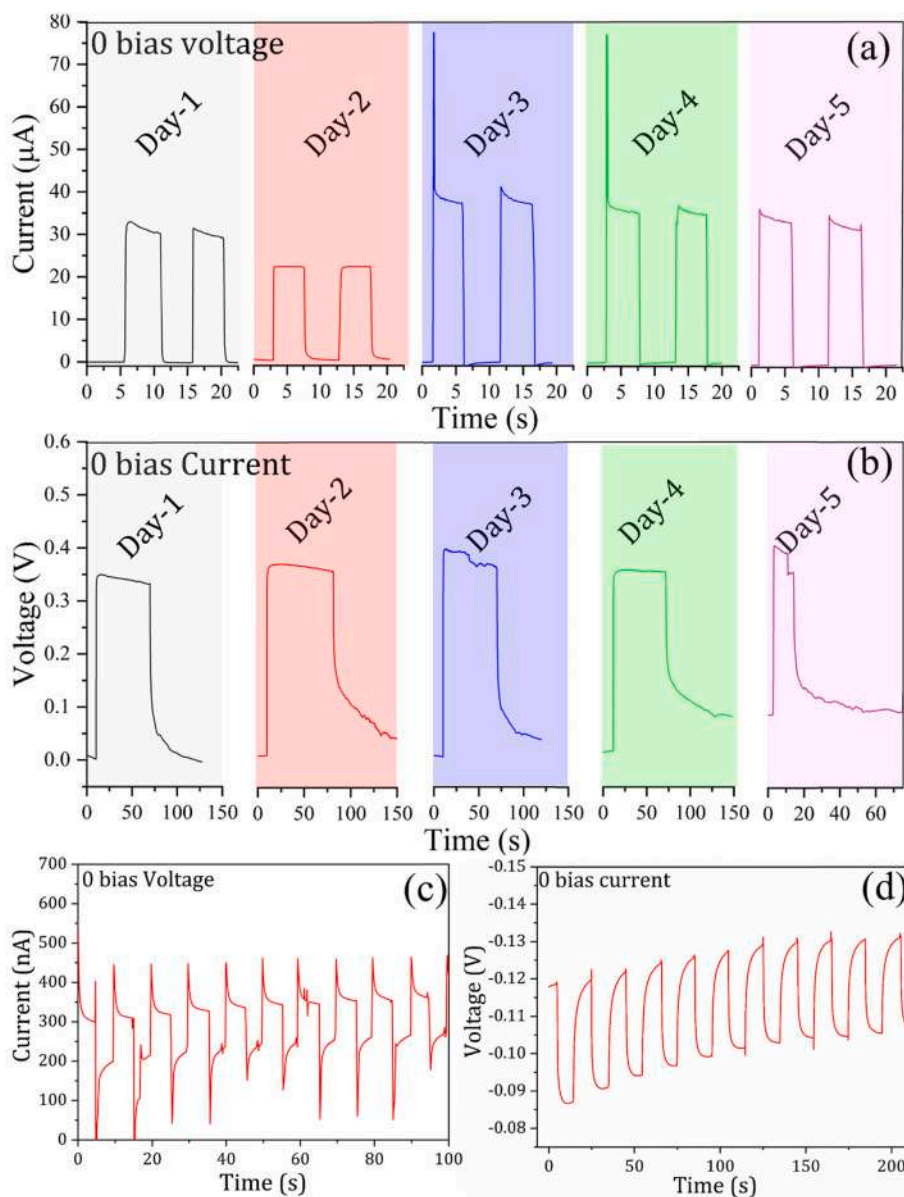 0 bias voltage
(a)
Day-1
Day-2
Day-3
Day-4
Day-5
Current (μA)
80
70
60
50
40
30
20
10
0
0 5 10 15 20
0 5 10 15 20
0 5 10 15 20
0 5 10 15 20
0 5 10 15 20
Time (s)
0 bias Current
(b)
Day-1
Day-2
Day-3
Day-4
Day-5
Voltage (V)
0.6
0.5
0.4
0.3
0.2
0.1
0.0
0 50 100 150
0 50 100 150
0 50 100 150
0 50 100 150
0 20 40 60
Time (s)
0 bias Voltage
(c)
Current (nA)
700
600
500
400
300
200
100
0
0 20 40 60 80 100
Time (s)
0 bias current
(d)
Voltage (V)
-0.15
-0.14
-0.13
-0.12
-0.11
-0.10
-0.09
-0.08
0 50 100 150 200
Time (s)